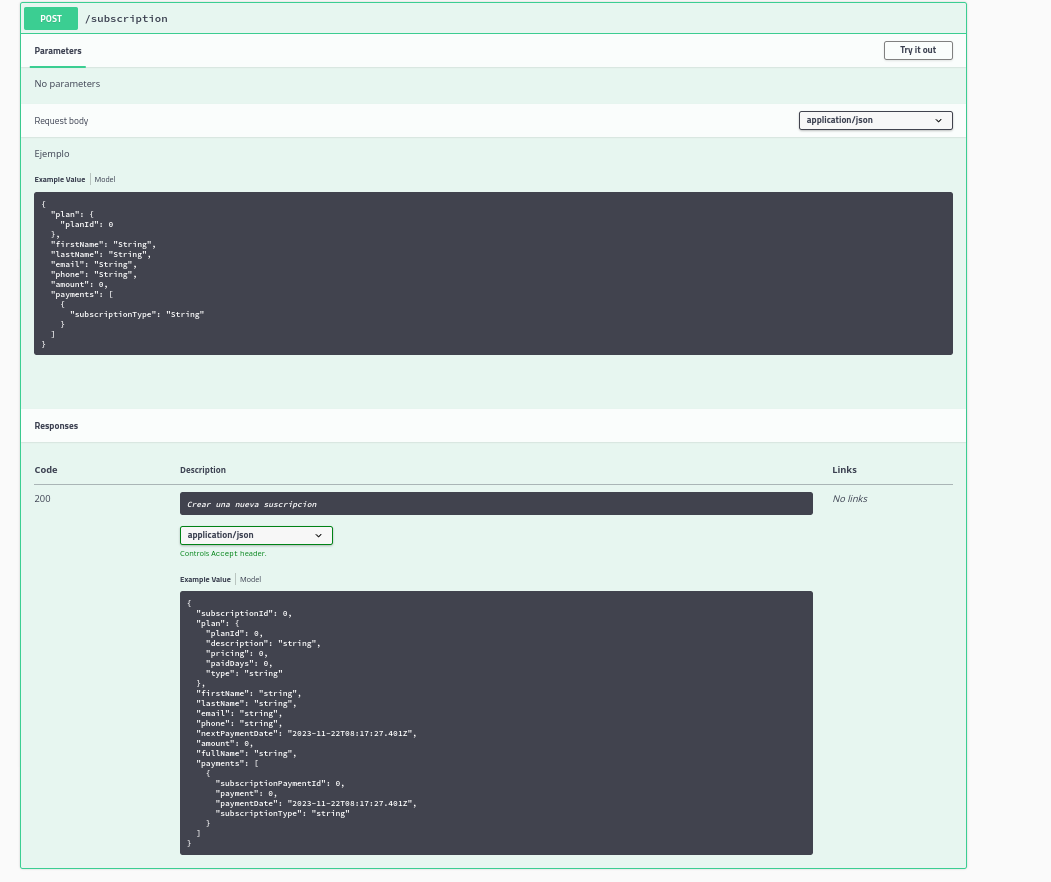 POST /subscription
Parameters
Try it out
No parameters
Request body
application/json
Ejemplo
Example Value | Model
{
  "plan": {
    "planId": 0
  },
  "firstName": "String",
  "lastName": "String",
  "email": "String",
  "phone": "String",
  "amount": 0,
  "payments": [
    {
      "subscriptionType": "String"
    }
  ]
}
Responses
Code Description Links
200
Crear una nueva suscripcion
No links
application/json
Controls Accept header.
Example Value | Model
{
  "subscriptionId": 0,
  "plan": {
    "planId": 0,
    "description": "string",
    "pricing": 0,
    "paidDays": 0,
    "type": "string"
  },
  "firstName": "string",
  "lastName": "string",
  "email": "string",
  "phone": "string",
  "nextPaymentDate": "2023-11-22T08:17:27.401Z",
  "amount": 0,
  "fullName": "string",
  "payments": [
    {
      "subscriptionPaymentId": 0,
      "payment": 0,
      "paymentDate": "2023-11-22T08:17:27.401Z",
      "subscriptionType": "string"
    }
  ]
}